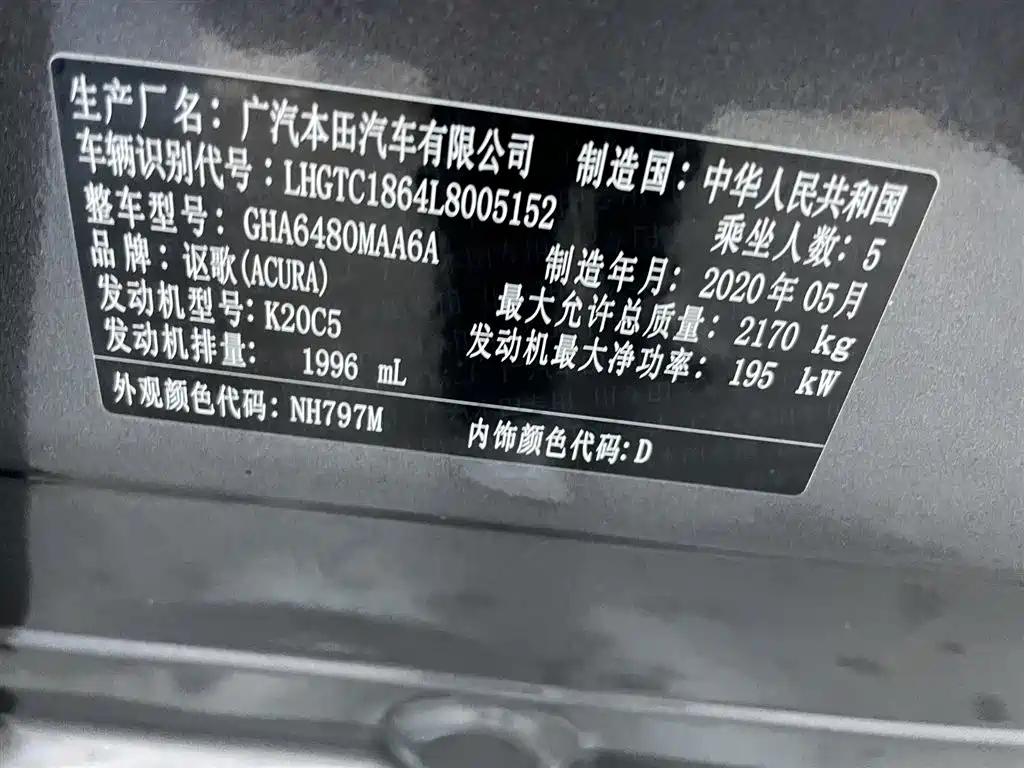 生产厂名：广汽本田汽车有限公司 制造国：中华人民共和国
车辆识别代号：LHGTC1864L8005152 乘坐人数：5
整车型号：GHA6480MAA6A 制造年月：2020年05月
品牌：讴歌(ACURA) 最大允许总质量：2170 kg
发动机型号：K20C5 发动机最大净功率：195 kW
发动机排量：1996 mL
外观颜色代码：NH797M 内饰颜色代码：D